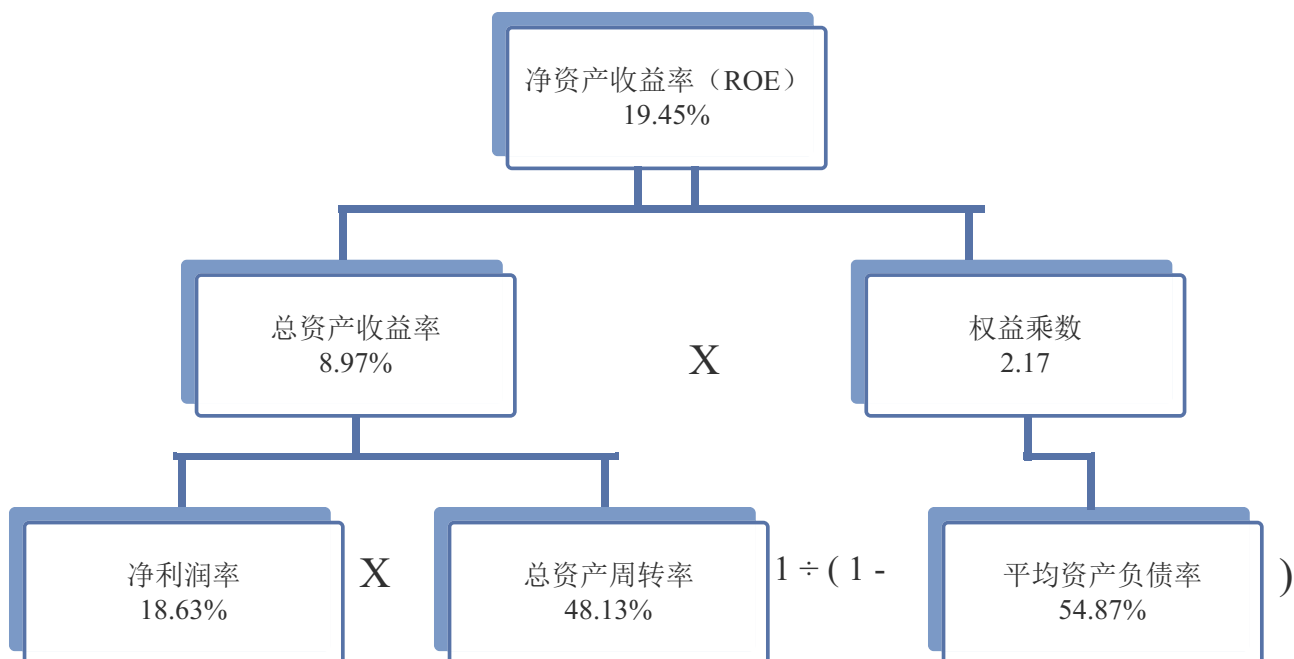 净资产收益率（ROE）
19.45%
总资产收益率
8.97%
X
权益乘数
2.17
净利润率
18.63%
X
总资产周转率
48.13%
1 ÷ ( 1 -
平均资产负债率
54.87%
)